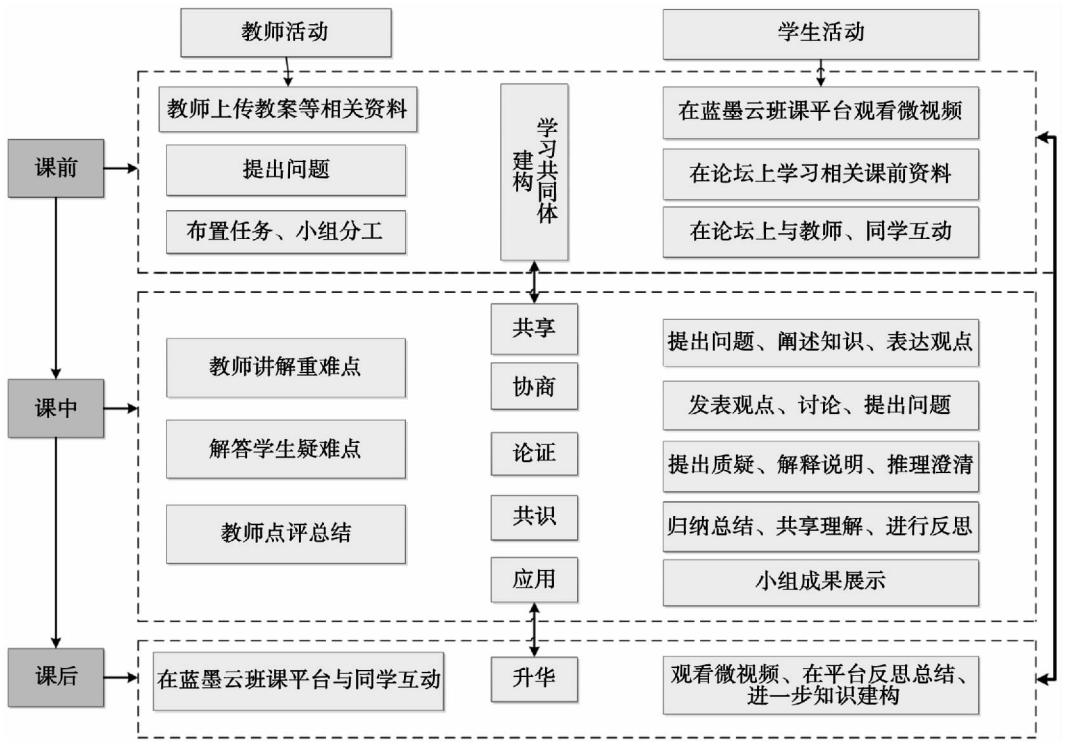 教师活动
学生活动
课前
教师上传教案等相关资料
提出问题
布置任务、小组分工
学习共同体
建构
在蓝墨云班课平台观看微视频
在论坛上学习相关课前资料
在论坛上与教师、同学互动
课中
教师讲解重难点
解答学生疑难点
教师点评总结
共享
协商
论证
共识
应用
提出问题、阐述知识、表达观点
发表观点、讨论、提出问题
提出质疑、解释说明、推理澄清
归纳总结、共享理解、进行反思
小组成果展示
课后
在蓝墨云班课平台与同学互动
升华
观看微视频、在平台反思总结、
进一步知识建构